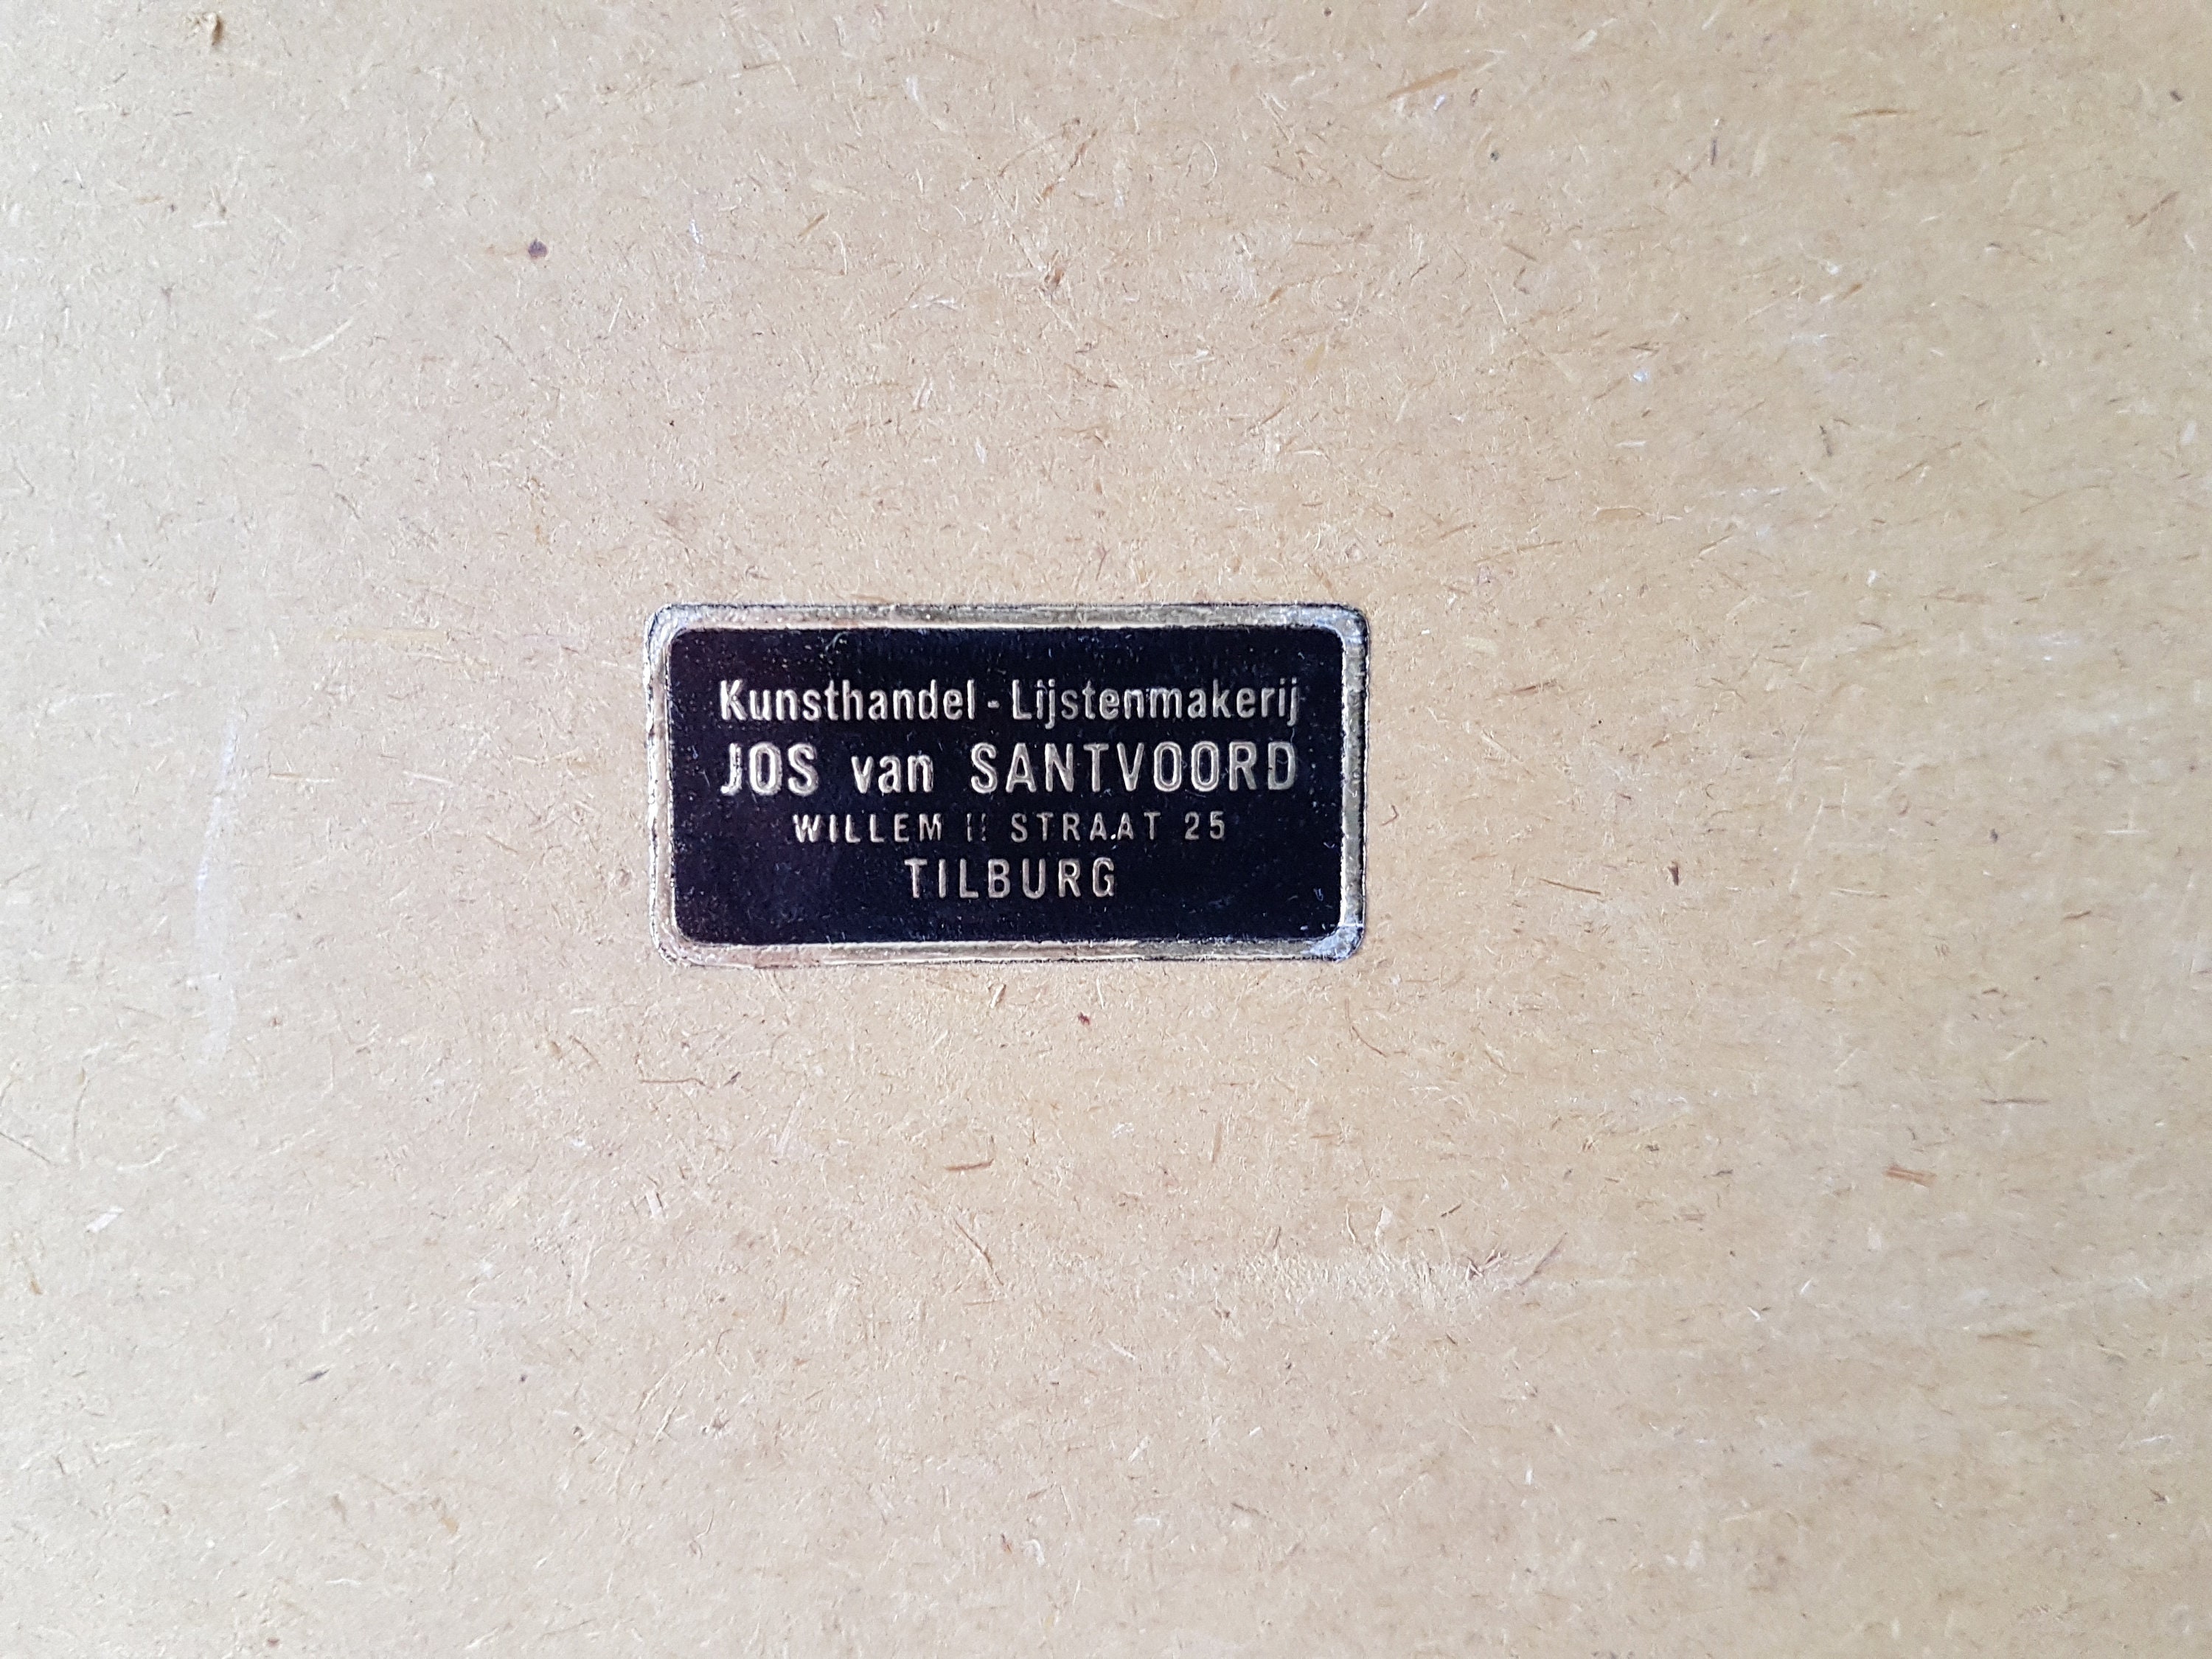 Kunsthandel - Lijstenmakerij
JOS van SANTVOORD
WILLEM II STRAAT 25
TILBURG